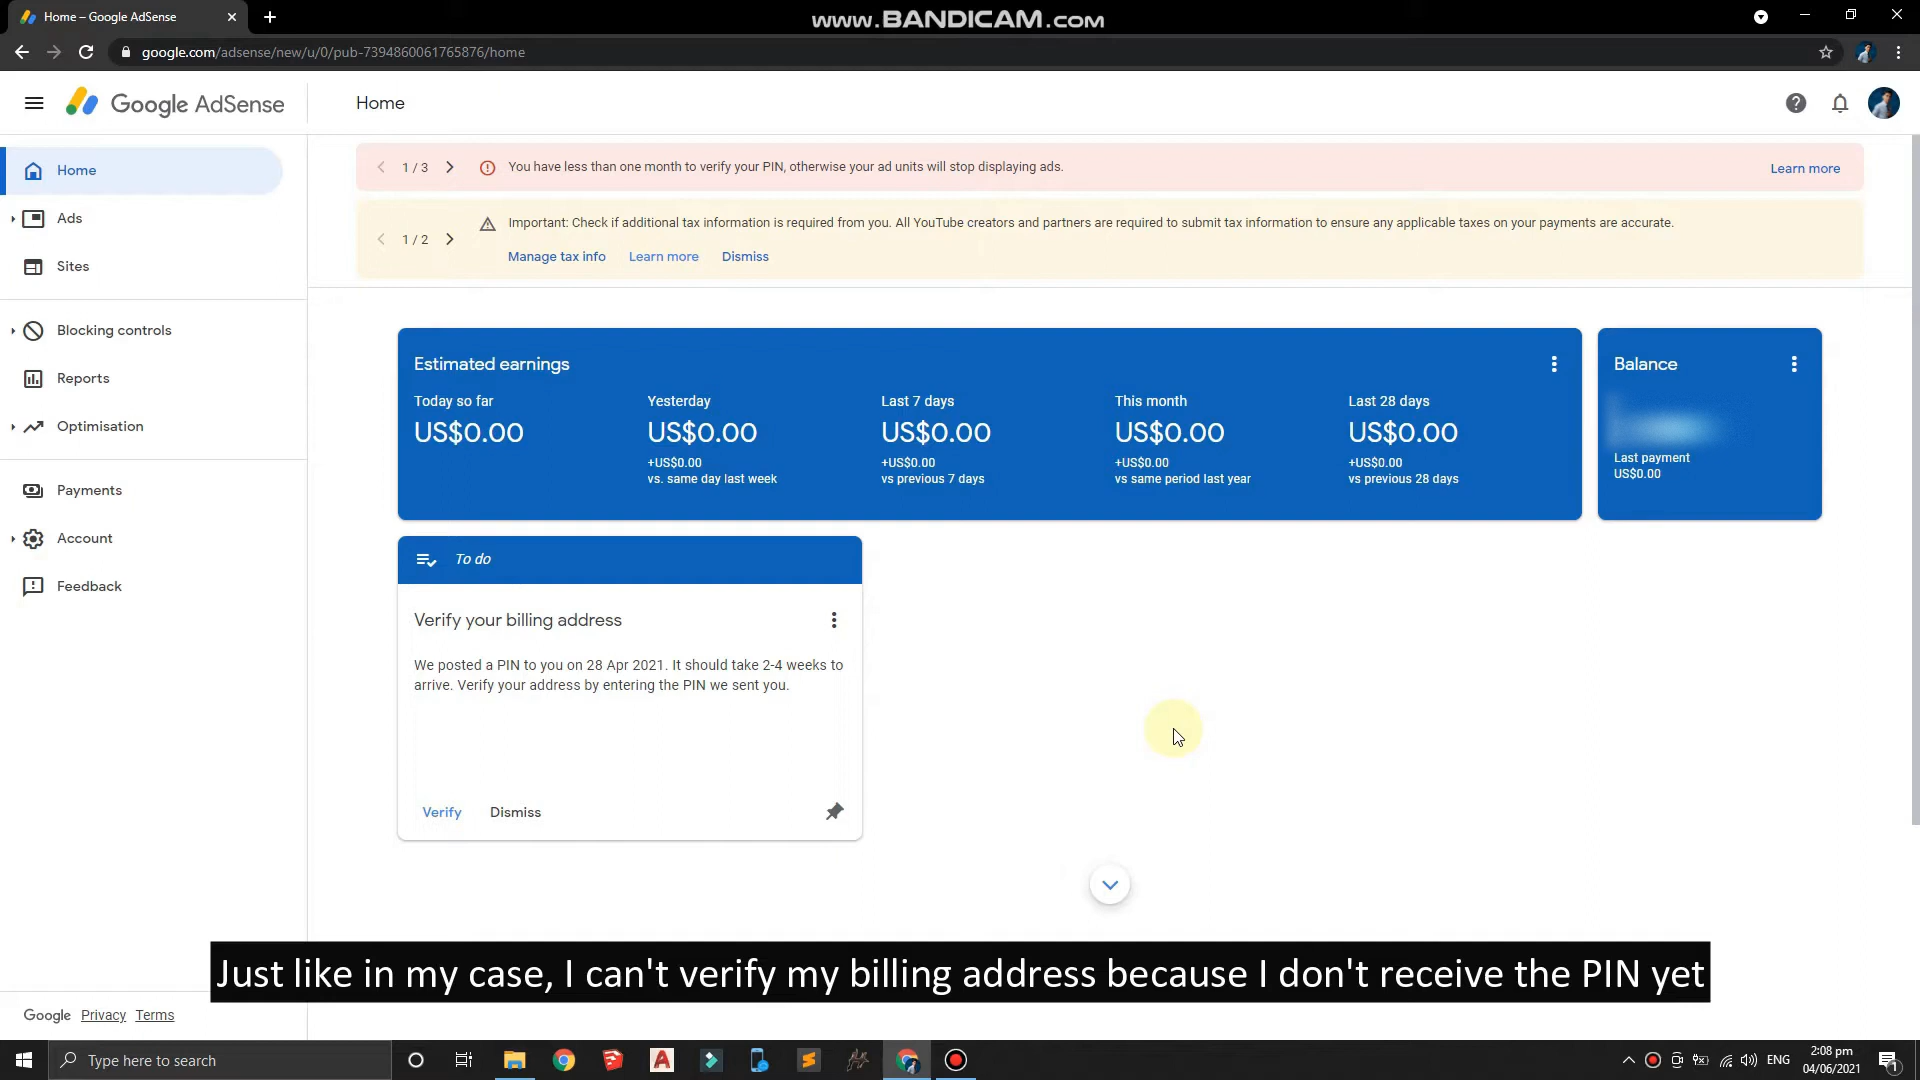 Home – Google AdSense
www.BANDICAM.com
google.com/adsense/new/u/0/pub-7394860061765876/home
Google AdSense
Home
Home
Ads
Sites
Blocking controls
Reports
Optimisation
Payments
Account
Feedback
1 / 3
You have less than one month to verify your PIN, otherwise your ad units will stop displaying ads.
Learn more
1 / 2
Important: Check if additional tax information is required from you. All YouTube creators and partners are required to submit tax information to ensure any applicable taxes on your payments are accurate.
Manage tax info Learn more Dismiss
Estimated earnings
Today so far
US$0.00
Yesterday
US$0.00
+US$0.00
vs. same day last week
Last 7 days
US$0.00
+US$0.00
vs previous 7 days
This month
US$0.00
+US$0.00
vs same period last year
Last 28 days
US$0.00
+US$0.00
vs previous 28 days
Balance
Last payment
US$0.00
To do
Verify your billing address
We posted a PIN to you on 28 Apr 2021. It should take 2-4 weeks to
arrive. Verify your address by entering the PIN we sent you.
Verify Dismiss
Just like in my case, I can't verify my billing address because I don't receive the PIN yet
Google Privacy Terms
Type here to search
ENG
2:08 pm
04/06/2021
1